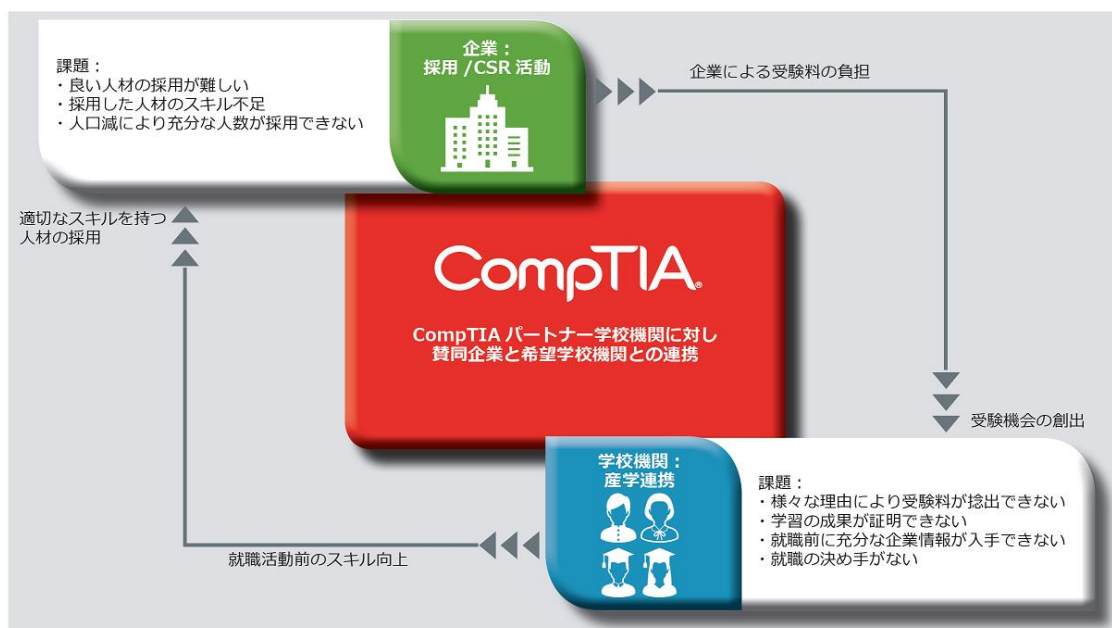 課題：
・良い人材の採用が難しい
・採用した人材のスキル不足
・人口減により充分な人数が採用できない
企業：
採用/CSR 活動
企業による受験料の負担
適切なスキルを持つ
人材の採用
CompTIA®
CompTIA パートナー学校機関に対し
賛同企業と希望学校機関との連携
受験機会の創出
学校機関：
産学連携
課題：
・様々な理由により受験料が捻出できない
・学習の成果が証明できない
・就職前に充分な企業情報が入手できない
・就職の決め手がない
就職活動前のスキル向上